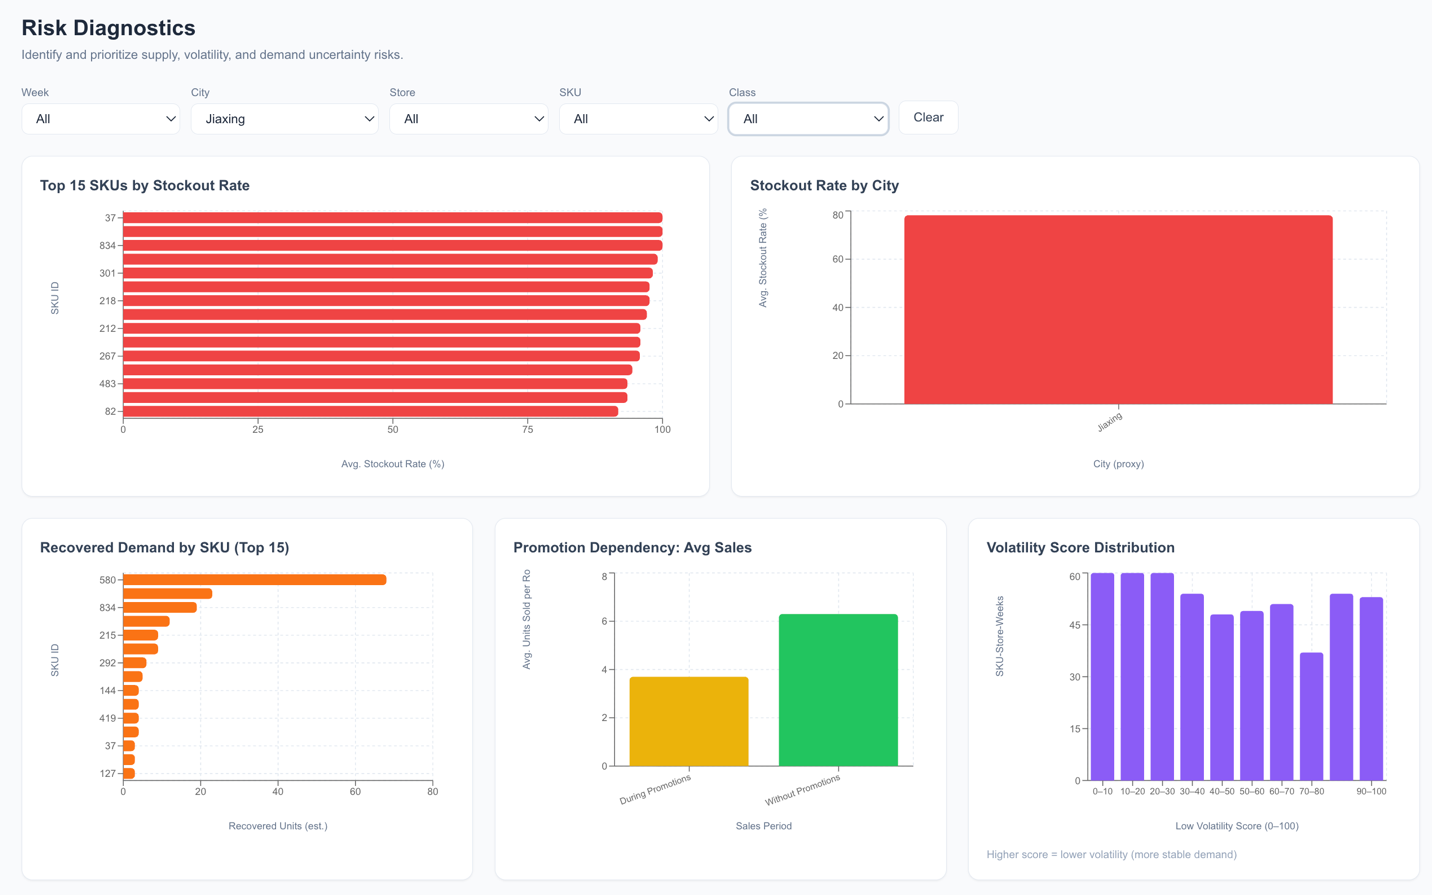 Risk Diagnostics
Identify and prioritize supply, volatility, and demand uncertainty risks.
Week
City
Store
SKU
Class
All
Jiaxing
All
All
All
Clear
Top 15 SKUs by Stockout Rate
SKU ID
37
834
301
218
212
267
483
82
0
25
50
75
100
Avg. Stockout Rate (%)
Stockout Rate by City
Avg. Stockout Rate (%
80
60
40
20
0
Jiaxing
City (proxy)
Recovered Demand by SKU (Top 15)
SKU ID
580
834
215
292
144
419
37
127
0
20
40
60
80
Recovered Units (est.)
Promotion Dependency: Avg Sales
Avg. Units Sold per Ro
8
6
4
2
0
During Promotions
Without Promotions
Sales Period
Volatility Score Distribution
SKU-Store-Weeks
60
45
30
15
0
0–10
10–20
20–30
30–40
40–50
50–60
60–70
70–80
90–100
Low Volatility Score (0–100)
Higher score = lower volatility (more stable demand)